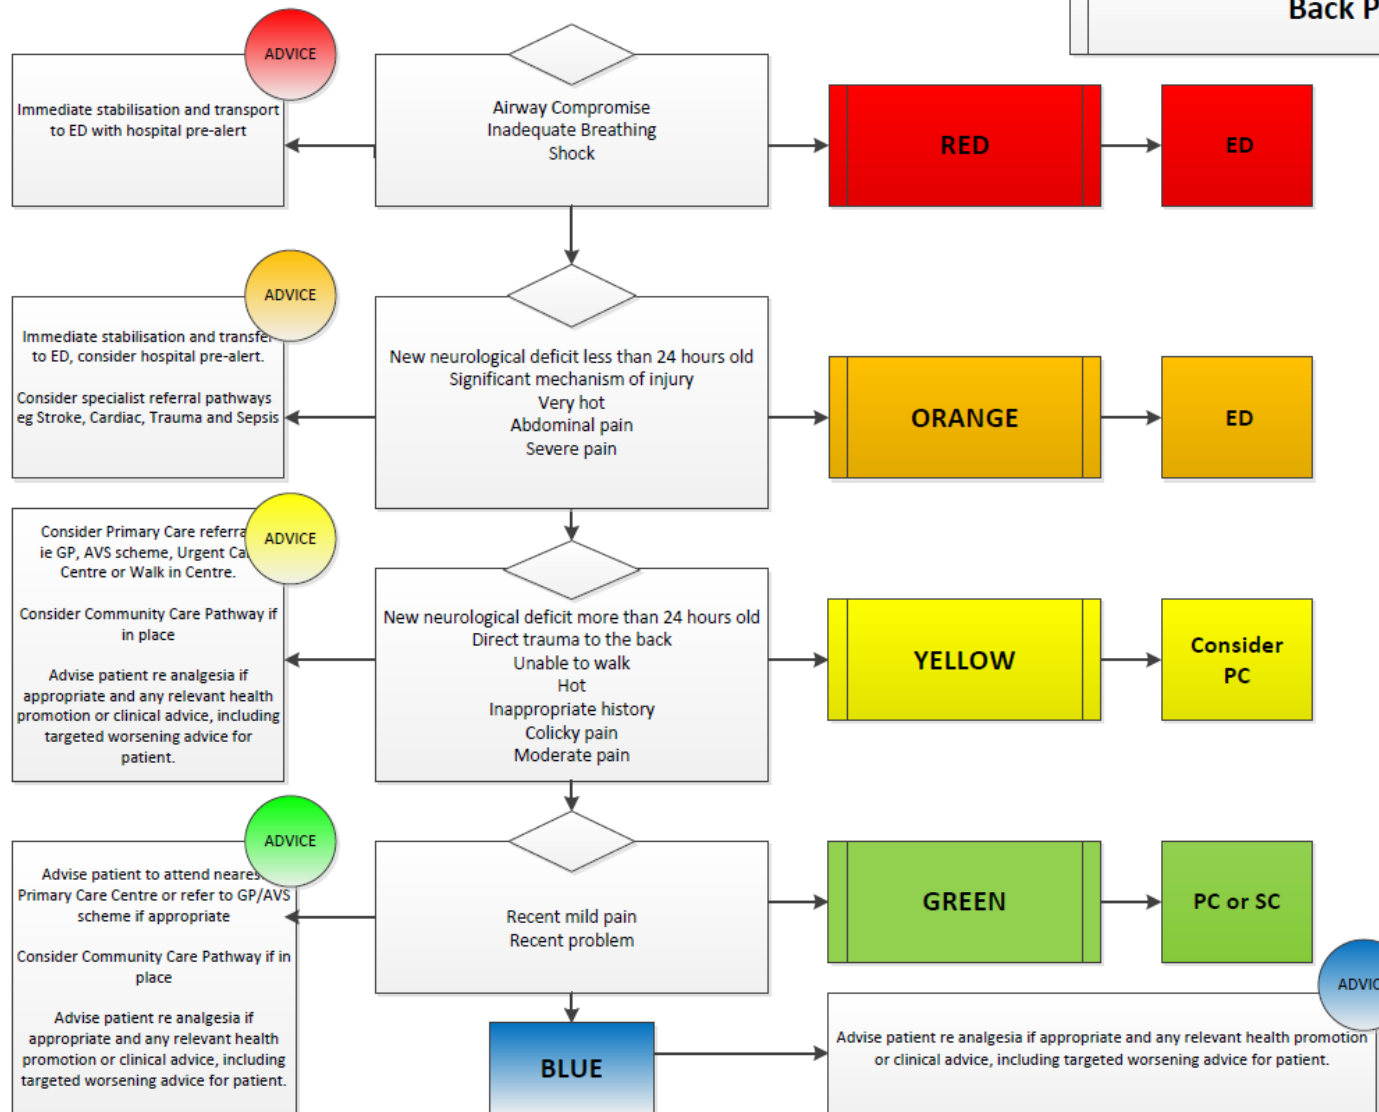 Back P
ADVICE
Immediate stabilisation and transport
to ED with hospital pre-alert
Airway Compromise
Inadequate Breathing
Shock
RED
ED
ADVICE
Immediate stabilisation and transfer
to ED, consider hospital pre-alert.
Consider specialist referral pathways
eg Stroke, Cardiac, Trauma and Sepsis
New neurological deficit less than 24 hours old
Significant mechanism of injury
Very hot
Abdominal pain
Severe pain
ORANGE
ED
ADVICE
Consider Primary Care referra
ie GP, AVS scheme, Urgent Ca
Centre or Walk in Centre.
Consider Community Care Pathway if
in place
Advise patient re analgesia if
appropriate and any relevant health
promotion or clinical advice, including
targeted worsening advice for
patient.
New neurological deficit more than 24 hours old
Direct trauma to the back
Unable to walk
Hot
Inappropriate history
Colicky pain
Moderate pain
YELLOW
Consider
PC
ADVICE
Advise patient to attend neares
Primary Care Centre or refer to GP/AVS
scheme if appropriate
Consider Community Care Pathway if in
place
Advise patient re analgesia if
appropriate and any relevant health
promotion or clinical advice, including
targeted worsening advice for patient.
Recent mild pain
Recent problem
GREEN
PC or SC
BLUE
ADVIC
Advise patient re analgesia if appropriate and any relevant health promotion
or clinical advice, including targeted worsening advice for patient.